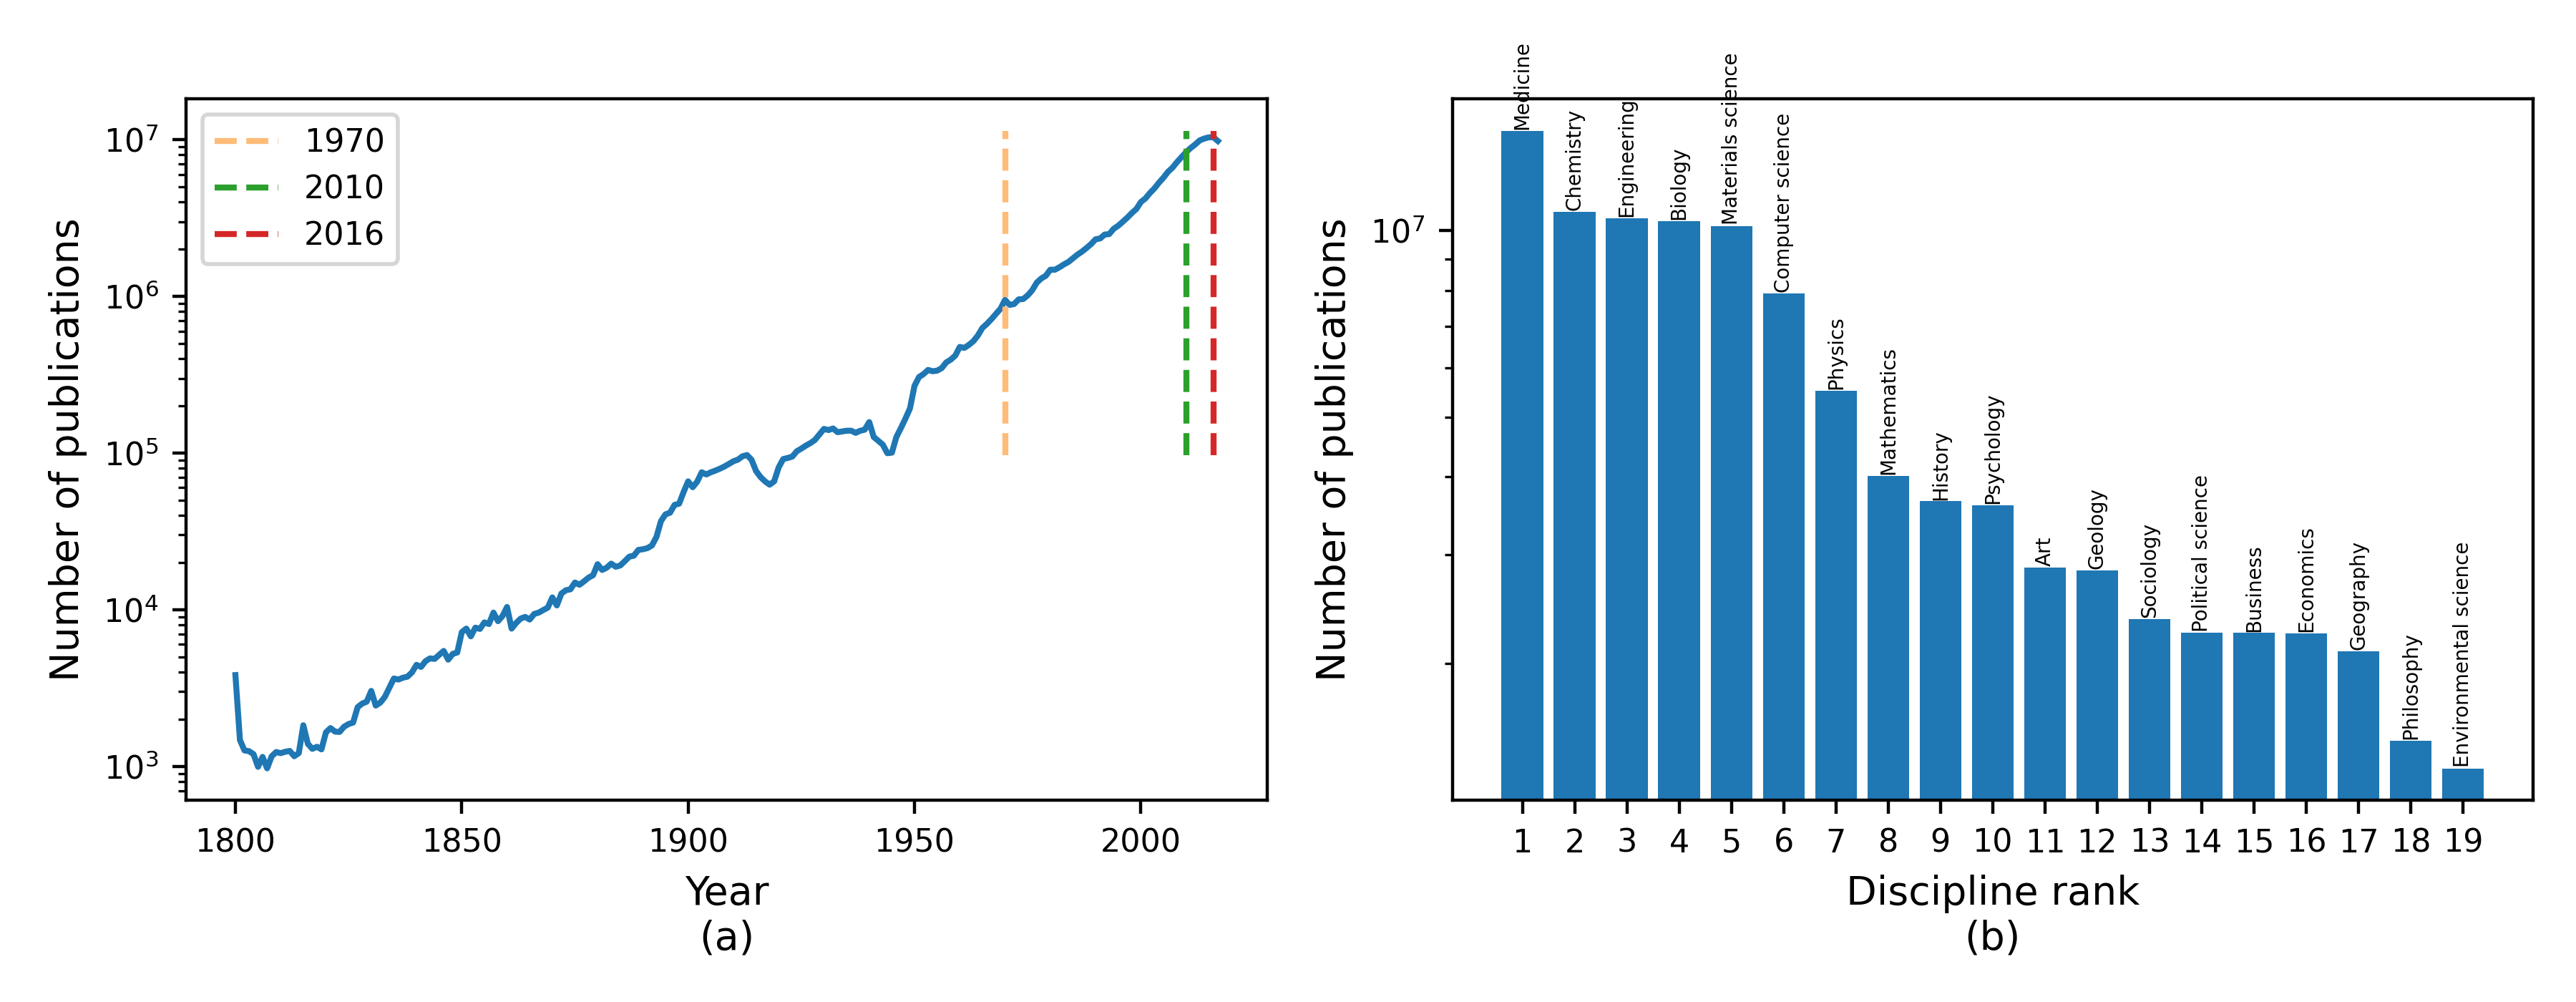 1970
2010
2016
Number of publications
10^7
10^6
10^5
10^4
10^3
1800 1850 1900 1950 2000
Year
(a)
Number of publications
10^7
Medicine
Chemistry
Engineering
Biology
Materials science
Computer science
Physics
Mathematics
History
Psychology
Art
Geology
Sociology
Political science
Business
Economics
Geography
Philosophy
Environmental science
1 2 3 4 5 6 7 8 9 10 11 12 13 14 15 16 17 18 19
Discipline rank
(b)